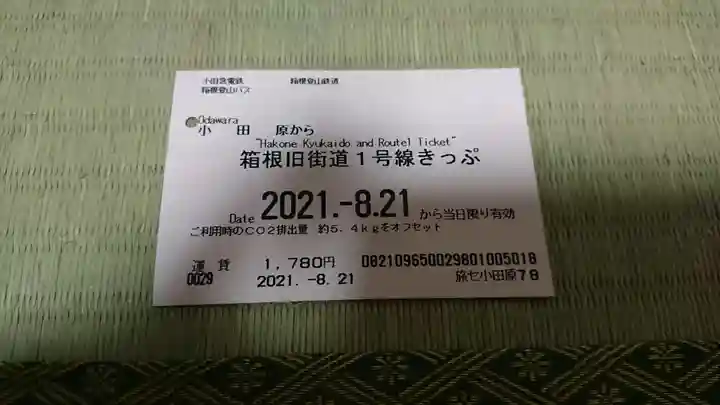 小田急電鉄 箱根登山鉄道
箱根登山バス
Odawara
小田原から
"Hakone Kyukaido and Route1 Ticket"
箱根旧街道1号線きっぷ
Date 2021.-8.21 から当日限り有効
ご利用時のCO2排出量 約5.4kgをオフセット
運賃 1,780円 082109650029801005018
0029 2021.-8.21 旅セ小田原78